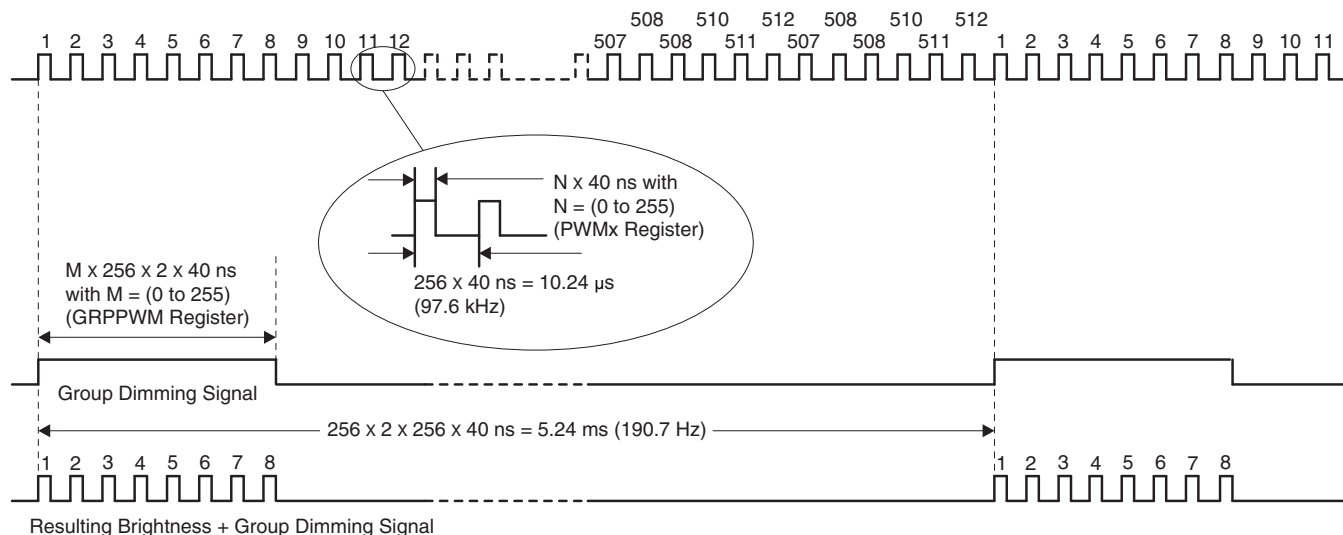 508 510 512 508 510 512
1 2 3 4 5 6 7 8 9 10 11 12 507 508 511 507 508 511 1 2 3 4 5 6 7 8 9 10 11
N x 40 ns with
N = (0 to 255)
(PWMx Register)
256 x 40 ns = 10.24 µs
(97.6 kHz)
M x 256 x 2 x 40 ns
with M = (0 to 255)
(GRPPWM Register)
Group Dimming Signal
256 x 2 x 256 x 40 ns = 5.24 ms (190.7 Hz)
1 2 3 4 5 6 7 8 1 2 3 4 5 6 7 8
Resulting Brightness + Group Dimming Signal